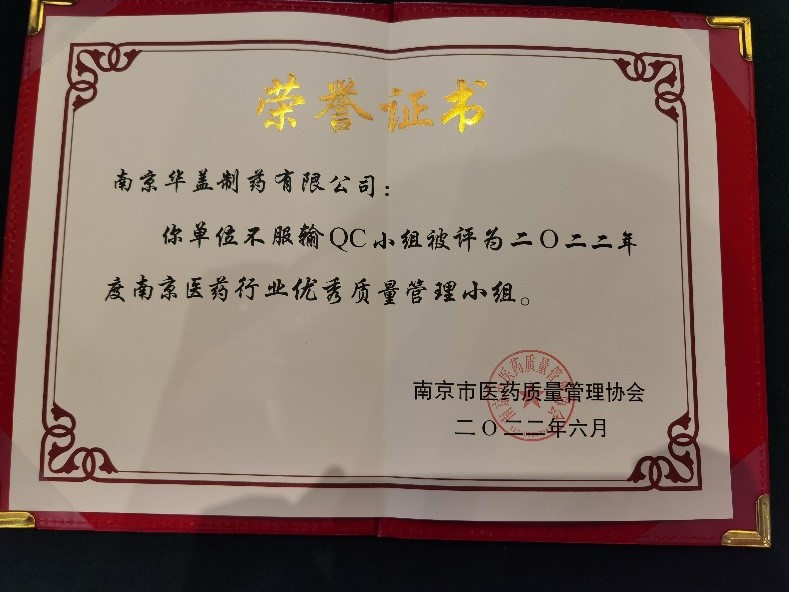 荣誉证书
南京华盖制药有限公司：
你单位不服输QC小组被评为二〇二二年
度南京医药行业优秀质量管理小组。
南京市医药质量管理协会
二〇二二年六月